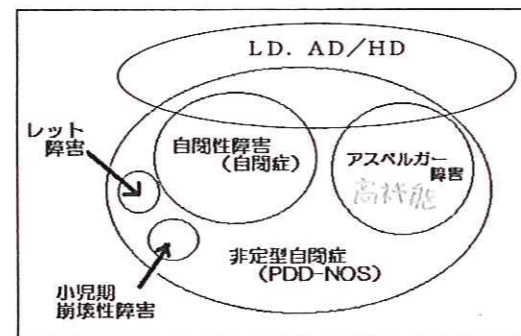 LD. AD/HD
レット
障害
自閉性障害
(自閉症)
アスペルガー
障害
高機能
非定型自閉症
(PDD-NOS)
小児期
崩壊性障害